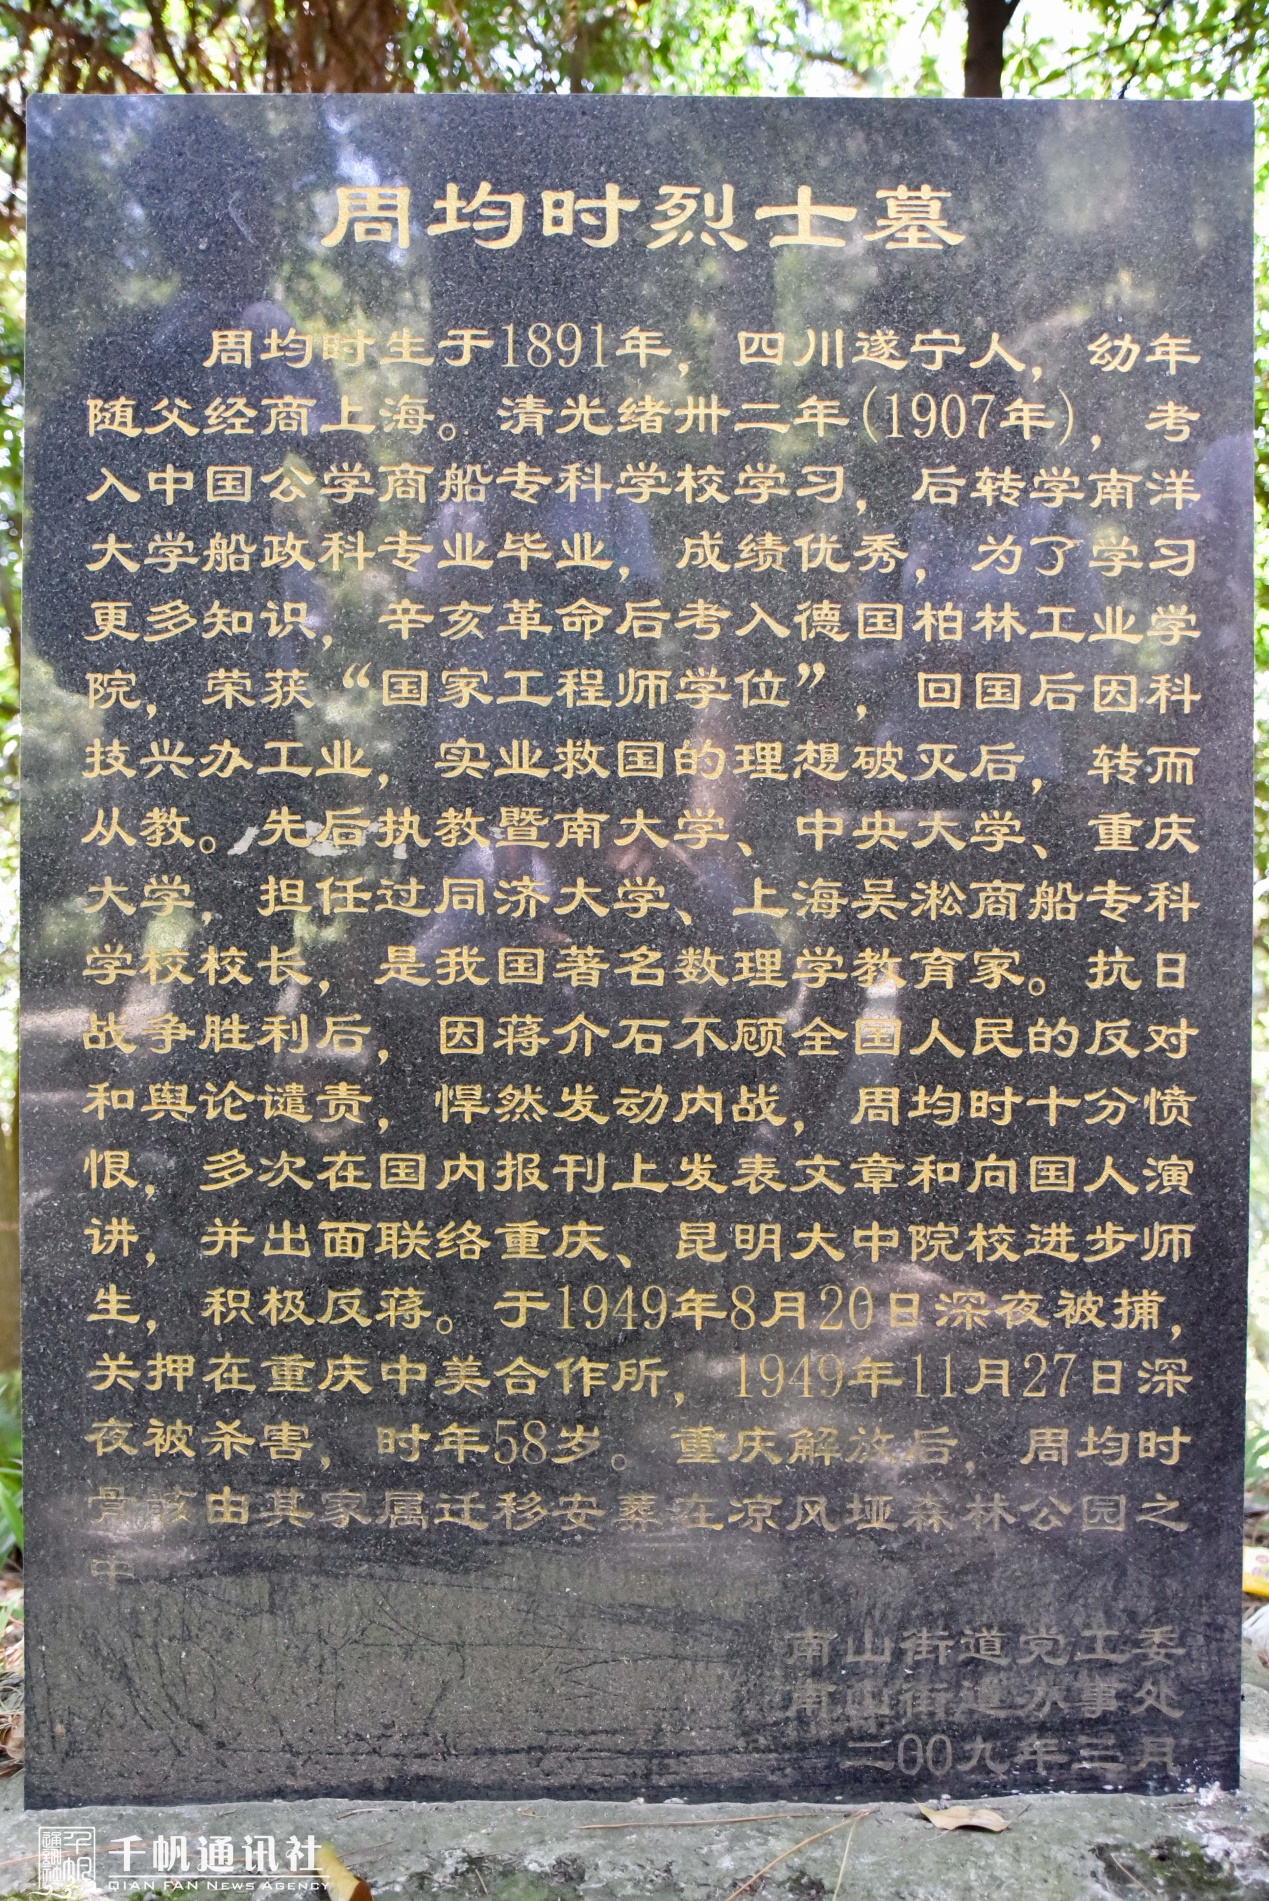 周均时烈士墓
周均时生于1891年，四川遂宁人，幼年
随父经商上海。清光绪卅二年(1907年)，考
入中国公学商船专科学校学习，后转学南洋
大学船政科专业毕业，成绩优秀，为了学习
更多知识，辛亥革命后考入德国柏林工业学
院，荣获“国家工程师学位”，回国后因科
技兴办工业，实业救国的理想破灭后，转而
从教。先后执教暨南大学、中央大学、重庆
大学，担任过同济大学、上海吴淞商船专科
学校校长，是我国著名数理学教育家。抗日
战争胜利后，因蒋介石不顾全国人民的反对
和舆论谴责，悍然发动内战，周均时十分愤
恨，多次在国内报刊上发表文章和向国人演
讲，并出面联络重庆、昆明大中院校进步师
生，积极反蒋。于1949年8月20日深夜被捕，
关押在重庆中美合作所，1949年11月27日深
夜被杀害，时年58岁。重庆解放后，周均时
骨骸由其家属迁移安葬在凉风垭森林公园之
中
南山街道党工委
南山街道办事处
二00九年三月
千帆通讯社
QIAN FAN NEWS AGENCY